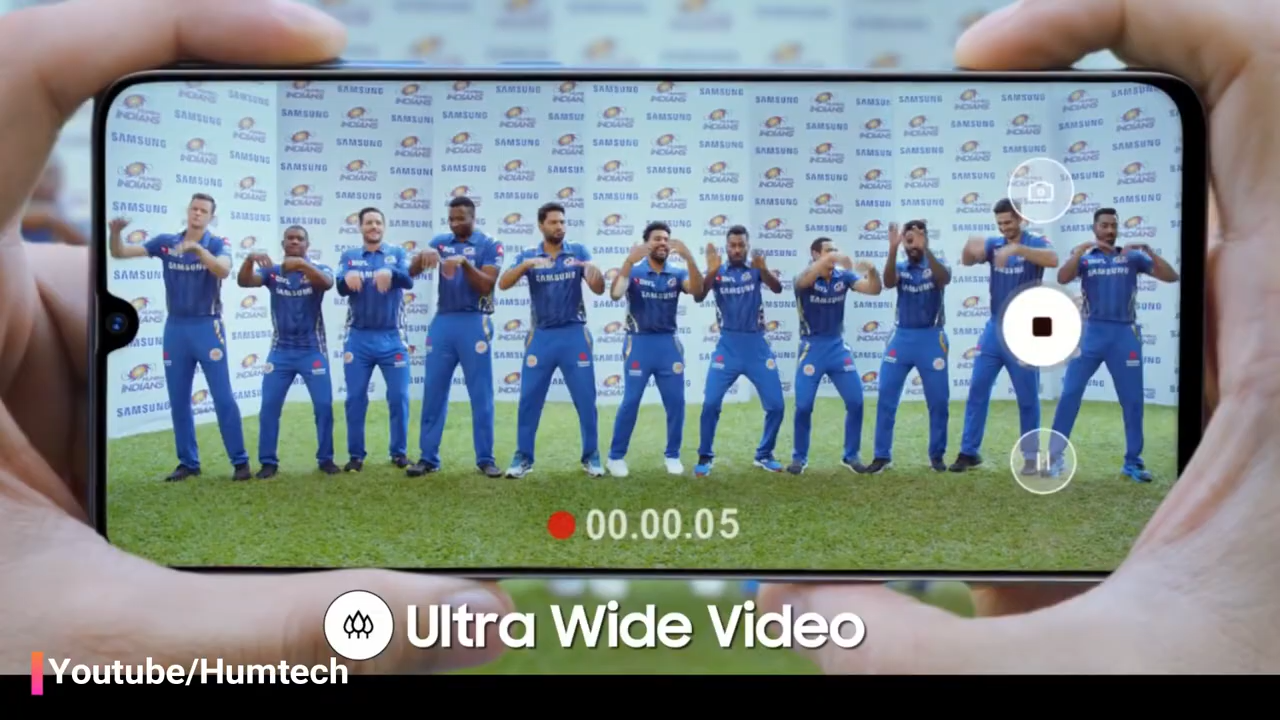 SAMSUNG
MUMBAI INDIANS
00.00.05
Ultra Wide Video
Youtube/Humtech